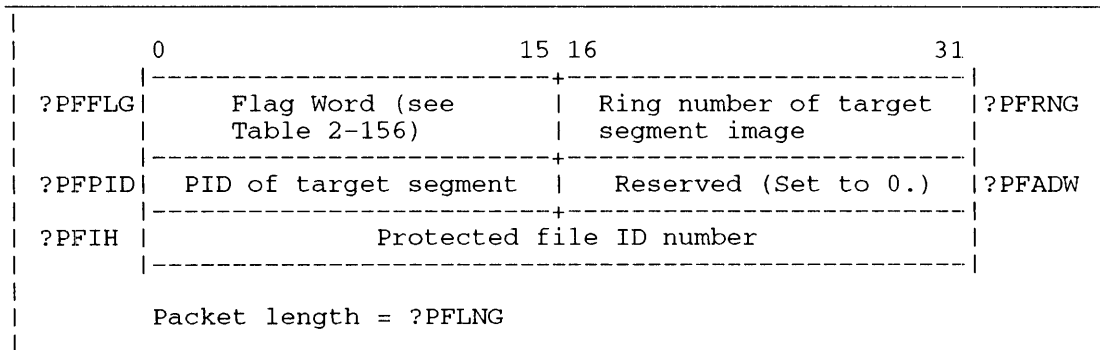 0 15 16 31
?PFFLG Flag Word (see Ring number of target ?PFRNG
Table 2-156) segment image
?PFPID PID of target segment Reserved (Set to 0.) ?PFADW
?PFIH Protected file ID number
Packet length = ?PFLNG